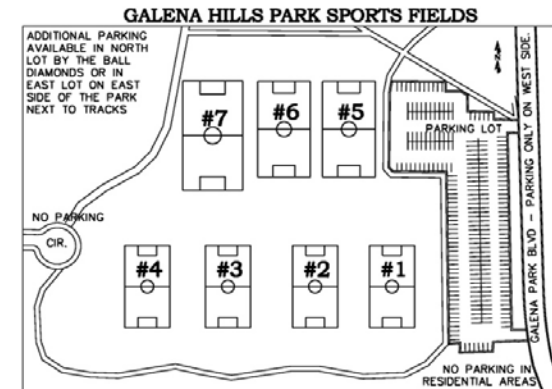 GALENA HILLS PARK SPORTS FIELDS
ADDITIONAL PARKING
AVAILABLE IN NORTH
LOT BY THE BALL
DIAMONDS OR IN
EAST LOT ON EAST
SIDE OF THE PARK
NEXT TO TRACKS
N
#7
#6
#5
PARKING LOT
GALENA PARK BLVD - PARKING ONLY ON WEST SIDE.
NO PARKING
CIR.
#4
#3
#2
#1
NO PARKING IN
RESIDENTIAL AREAS